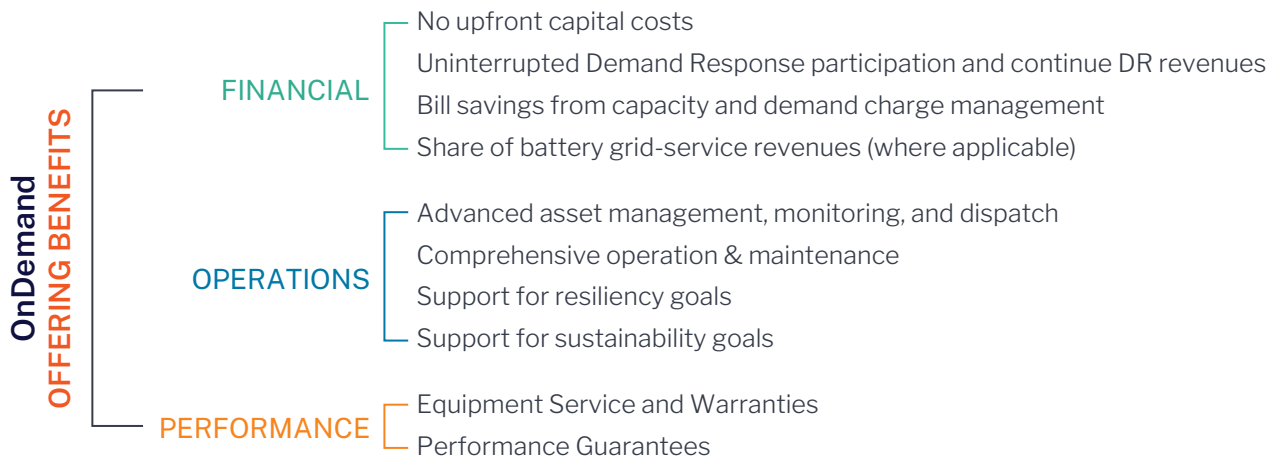 OnDemand
OFFERING BENEFITS
FINANCIAL
No upfront capital costs
Uninterrupted Demand Response participation and continue DR revenues
Bill savings from capacity and demand charge management
Share of battery grid-service revenues (where applicable)
OPERATIONS
Advanced asset management, monitoring, and dispatch
Comprehensive operation & maintenance
Support for resiliency goals
Support for sustainability goals
PERFORMANCE
Equipment Service and Warranties
Performance Guarantees